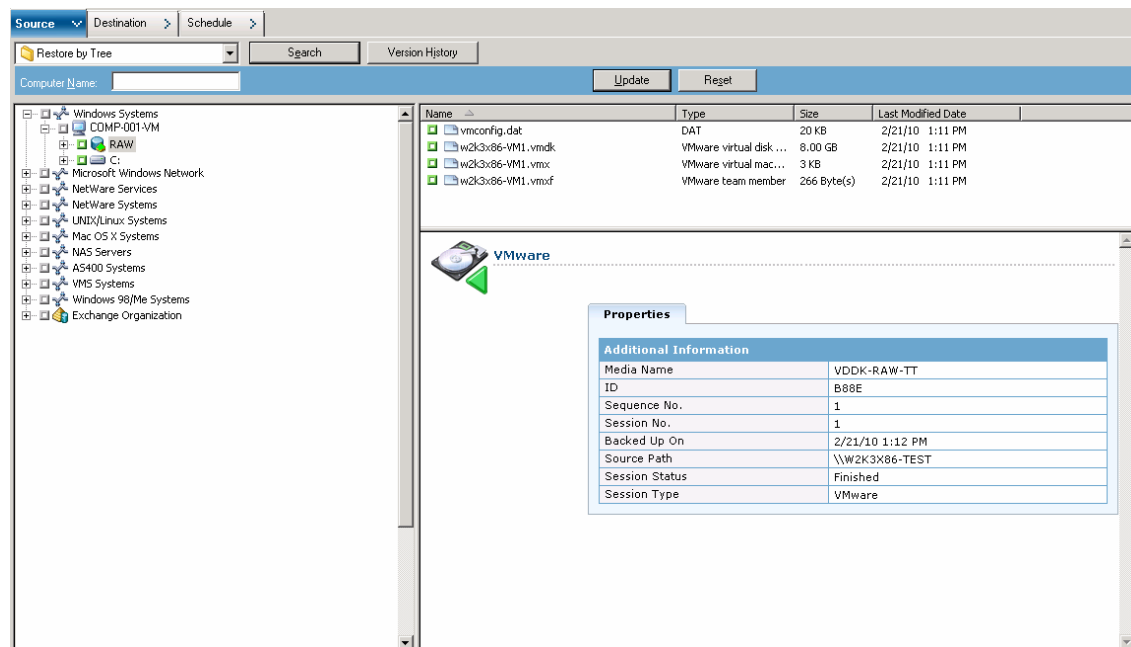 Source Destination Schedule
Restore by Tree Search Version History
Computer Name: Update Reset
Windows Systems
COMP-001-VM
RAW
C:
Microsoft Windows Network
NetWare Services
NetWare Systems
UNIX/Linux Systems
Mac OS X Systems
NAS Servers
AS400 Systems
VMS Systems
Windows 98/Me Systems
Exchange Organization
Name Type Size Last Modified Date
vmconfig.dat DAT 20 KB 2/21/10 1:11 PM
w2k3x86-VM1.vmdk VMware virtual disk ... 8.00 GB 2/21/10 1:11 PM
w2k3x86-VM1.vmx VMware virtual mac... 3 KB 2/21/10 1:11 PM
w2k3x86-VM1.vmxf VMware team member 266 Byte(s) 2/21/10 1:11 PM
VMware
Properties
Additional Information
Media Name VDDK-RAW-TT
ID B88E
Sequence No. 1
Session No. 1
Backed Up On 2/21/10 1:12 PM
Source Path \\W2K3X86-TEST
Session Status Finished
Session Type VMware